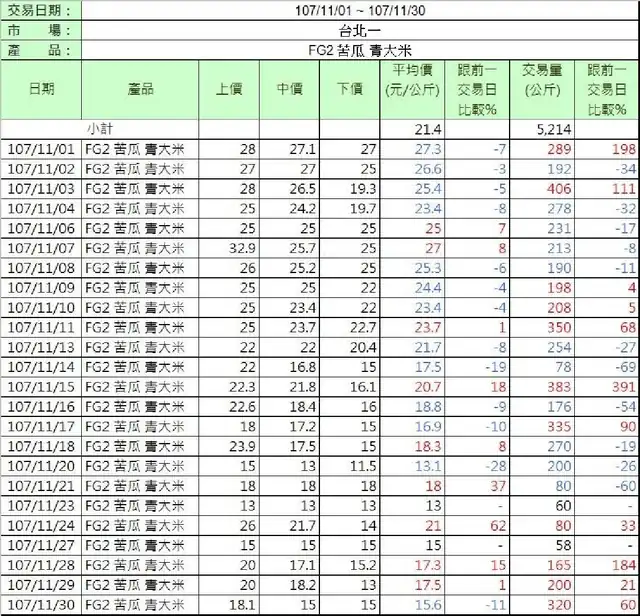 交易日期： 107/11/01 ~ 107/11/30
市 場： 台北一
產 品： FG2 苦瓜 青大米
日期 產品 上價 中價 下價 平均價(元/公斤) 跟前一交易日比較% 交易量(公斤) 跟前一交易日比較%
小計 21.4 5,214
107/11/01 FG2 苦瓜 青大米 28 27.1 27 27.3 -7 289 198
107/11/02 FG2 苦瓜 青大米 27 27 25 26.6 -3 192 -34
107/11/03 FG2 苦瓜 青大米 28 26.5 19.3 25.4 -5 406 111
107/11/04 FG2 苦瓜 青大米 25 24.2 19.7 23.4 -8 278 -32
107/11/06 FG2 苦瓜 青大米 25 25 25 25 7 231 -17
107/11/07 FG2 苦瓜 青大米 32.9 25.7 25 27 8 213 -8
107/11/08 FG2 苦瓜 青大米 26 25.2 25 25.3 -6 190 -11
107/11/09 FG2 苦瓜 青大米 25 25 22 24.4 -4 198 4
107/11/10 FG2 苦瓜 青大米 25 23.4 22 23.4 -4 208 5
107/11/11 FG2 苦瓜 青大米 25 23.7 22.7 23.7 1 350 68
107/11/13 FG2 苦瓜 青大米 22 22 20.4 21.7 -8 254 -27
107/11/14 FG2 苦瓜 青大米 22 16.8 15 17.5 -19 78 -69
107/11/15 FG2 苦瓜 青大米 22.3 21.8 16.1 20.7 18 383 391
107/11/16 FG2 苦瓜 青大米 22.6 18.4 16 18.8 -9 176 -54
107/11/17 FG2 苦瓜 青大米 18 17.2 15 16.9 -10 335 90
107/11/18 FG2 苦瓜 青大米 23.9 17.5 15 18.3 8 270 -19
107/11/20 FG2 苦瓜 青大米 15 13 11.5 13.1 -28 200 -26
107/11/21 FG2 苦瓜 青大米 18 18 18 18 37 80 -60
107/11/23 FG2 苦瓜 青大米 13 13 13 13 - 60 -
107/11/24 FG2 苦瓜 青大米 26 21.7 14 21 62 80 33
107/11/27 FG2 苦瓜 青大米 15 15 15 15 - 58 -
107/11/28 FG2 苦瓜 青大米 20 17.1 15.2 17.3 15 165 184
107/11/29 FG2 苦瓜 青大米 20 18.2 13 17.5 1 200 21
107/11/30 FG2 苦瓜 青大米 18.1 15 15 15.6 -11 320 60